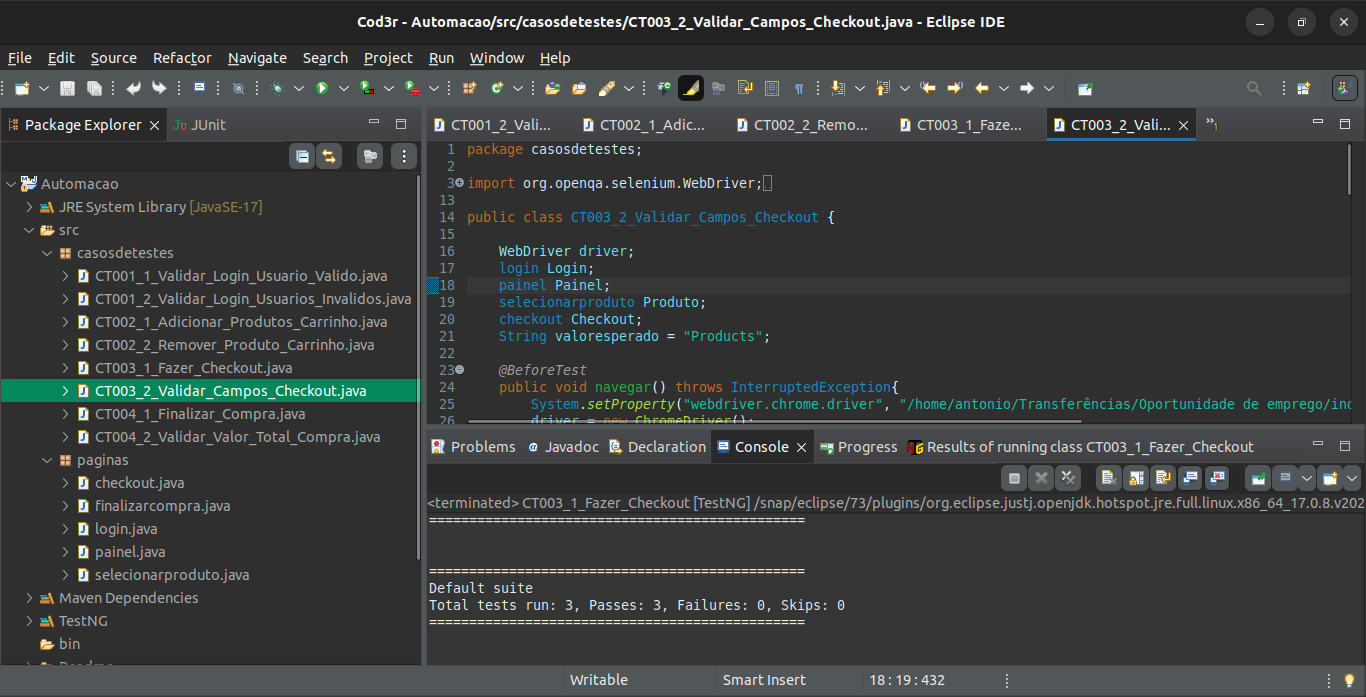 Cod3r - Automacao/src/casosdetestes/CT003_2_Validar_Campos_Checkout.java - Eclipse IDE
File Edit Source Refactor Navigate Search Project Run Window Help
Package Explorer JUnit
Automacao
JRE System Library [JavaSE-17]
src
casosdetestes
CT001_1_Validar_Login_Usuario_Valido.java
CT001_2_Validar_Login_Usuarios_Invalidos.java
CT002_1_Adicionar_Produtos_Carrinho.java
CT002_2_Remover_Produto_Carrinho.java
CT003_1_Fazer_Checkout.java
CT003_2_Validar_Campos_Checkout.java
CT004_1_Finalizar_Compra.java
CT004_2_Validar_Valor_Total_Compra.java
paginas
checkout.java
finalizarcompra.java
login.java
painel.java
selecionarproduto.java
Maven Dependencies
TestNG
bin
CT001_2_Vali... CT002_1_Adic... CT002_2_Remo... CT003_1_Faze... CT003_2_Vali... »1
1 package casosdetestes;
2
3 import org.openqa.selenium.WebDriver;
13
14 public class CT003_2_Validar_Campos_Checkout {
15
16 WebDriver driver;
17 login Login;
18 painel Painel;
19 selecionarproduto Produto;
20 checkout Checkout;
21 String valoresperado = "Products";
22
23 @BeforeTest
24 public void navegar() throws InterruptedException{
25 System.setProperty("webdriver.chrome.driver", "/home/antonio/Transferências/Oportunidade de emprego/inc
26 driver = new ChromeDriver();
Problems Javadoc Declaration Console Progress Results of running class CT003_1_Fazer_Checkout
<terminated> CT003_1_Fazer_Checkout [TestNG] /snap/eclipse/73/plugins/org.eclipse.justj.openjdk.hotspot.jre.full.linux.x86_64_17.0.8.v202
===============================================
===============================================
Default suite
Total tests run: 3, Passes: 3, Failures: 0, Skips: 0
===============================================
Writable Smart Insert 18 : 19 : 432